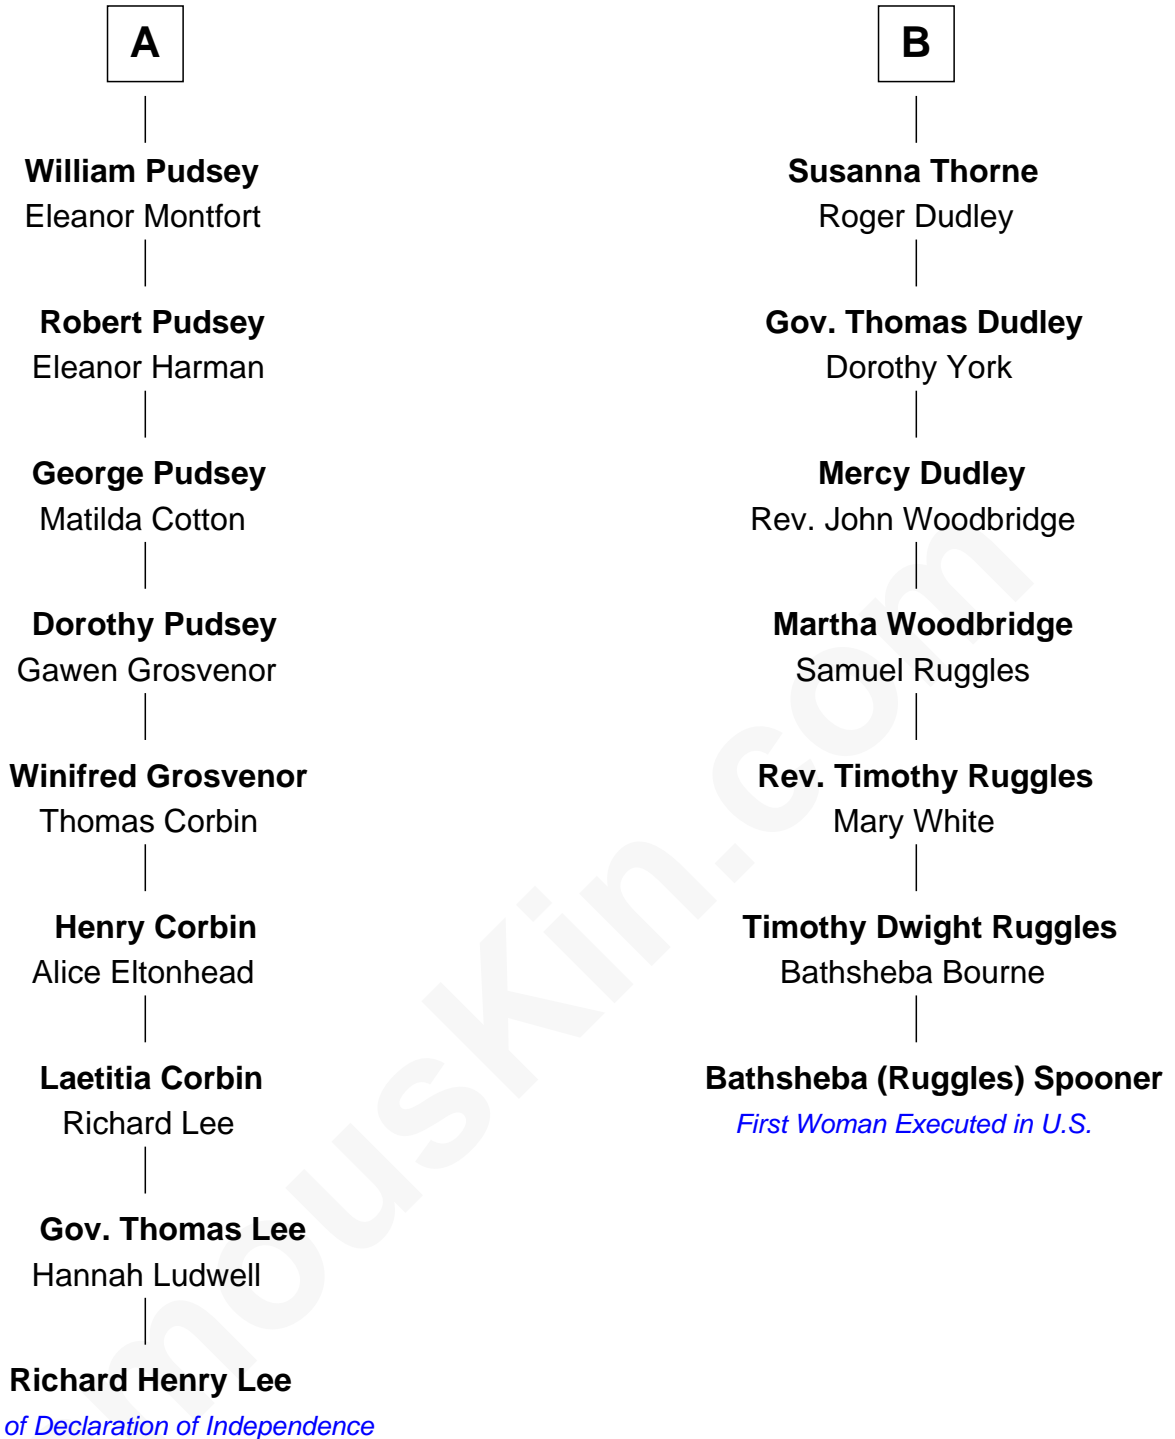 A
William Pudsey
Eleanor Montfort
Robert Pudsey
Eleanor Harman
George Pudsey
Matilda Cotton
Dorothy Pudsey
Gawen Grosvenor
Winifred Grosvenor
Thomas Corbin
Henry Corbin
Alice Eltonhead
Laetitia Corbin
Richard Lee
Gov. Thomas Lee
Hannah Ludwell
Richard Henry Lee
of Declaration of Independence
B
Susanna Thorne
Roger Dudley
Gov. Thomas Dudley
Dorothy York
Mercy Dudley
Rev. John Woodbridge
Martha Woodbridge
Samuel Ruggles
Rev. Timothy Ruggles
Mary White
Timothy Dwight Ruggles
Bathsheba Bourne
Bathsheba (Ruggles) Spooner
First Woman Executed in U.S.
mousKin.com